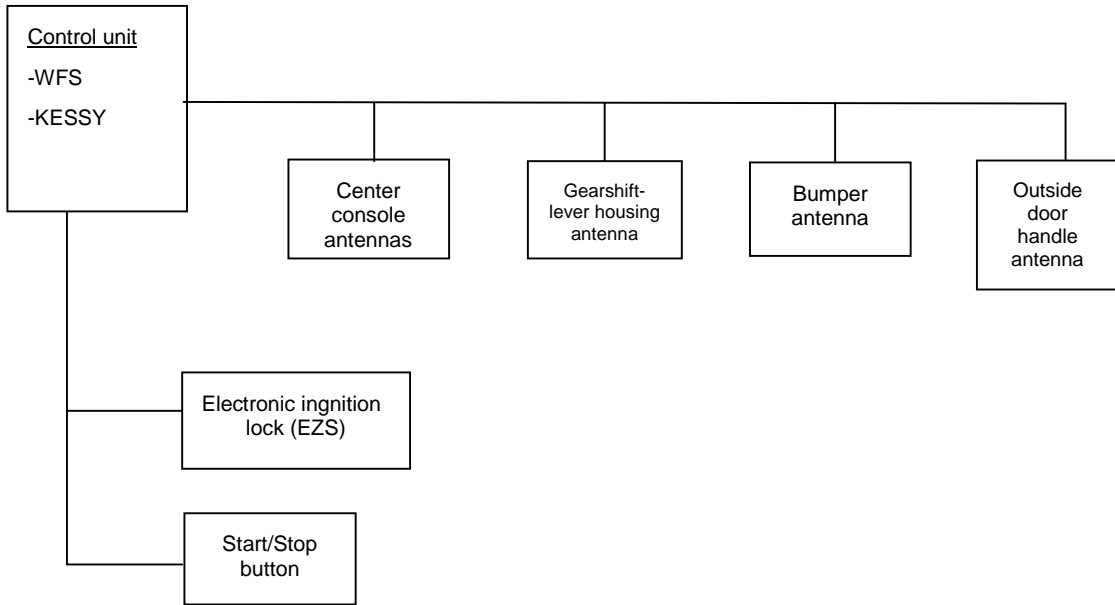 Control unit
-WFS
-KESSY
Center
console
antennas
Gearshift-
lever housing
antenna
Bumper
antenna
Outside
door
handle
antenna
Electronic ingnition
lock (EZS)
Start/Stop
button